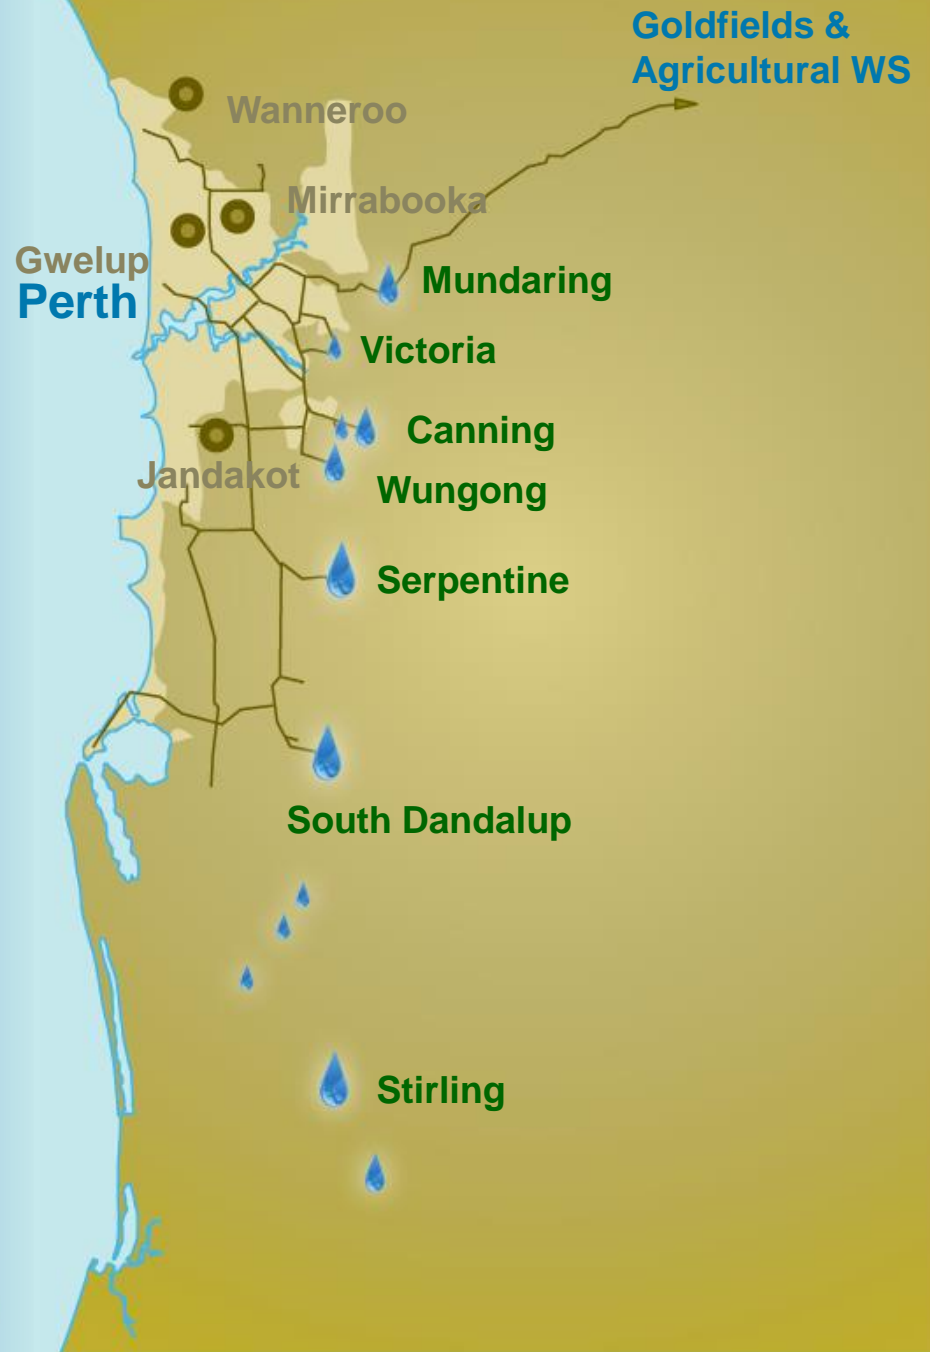 Goldfields &
Agricultural WS
Wanneroo
Mirrabooka
Gwelup
Perth
Mundaring
Victoria
Canning
Jandakot
Wungong
Serpentine
South Dandalup
Stirling